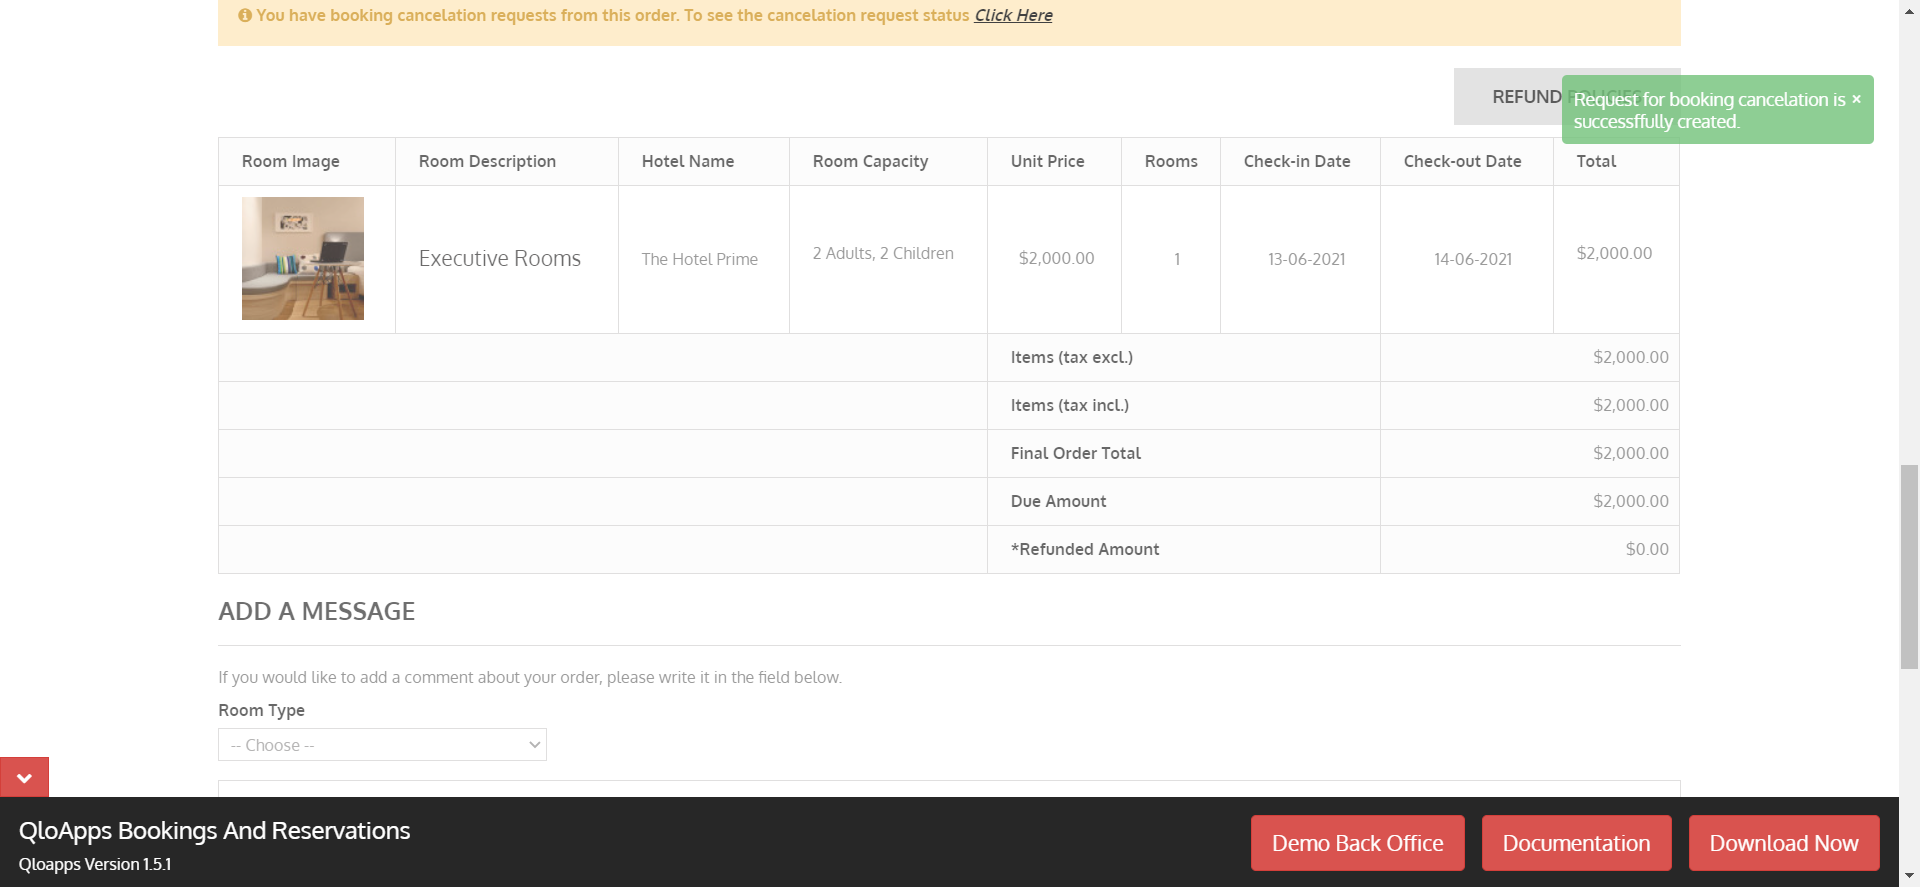 You have booking cancelation requests from this order. To see the cancelation request status Click Here
REFUND
Request for booking cancelation is ×
successffully created.
Room Image Room Description Hotel Name Room Capacity Unit Price Rooms Check-in Date Check-out Date Total
Executive Rooms The Hotel Prime 2 Adults, 2 Children $2,000.00 1 13-06-2021 14-06-2021 $2,000.00
Items (tax excl.) $2,000.00
Items (tax incl.) $2,000.00
Final Order Total $2,000.00
Due Amount $2,000.00
*Refunded Amount $0.00
ADD A MESSAGE
If you would like to add a comment about your order, please write it in the field below.
Room Type
-- Choose --
QloApps Bookings And Reservations
Qloapps Version 1.5.1
Demo Back Office Documentation Download Now